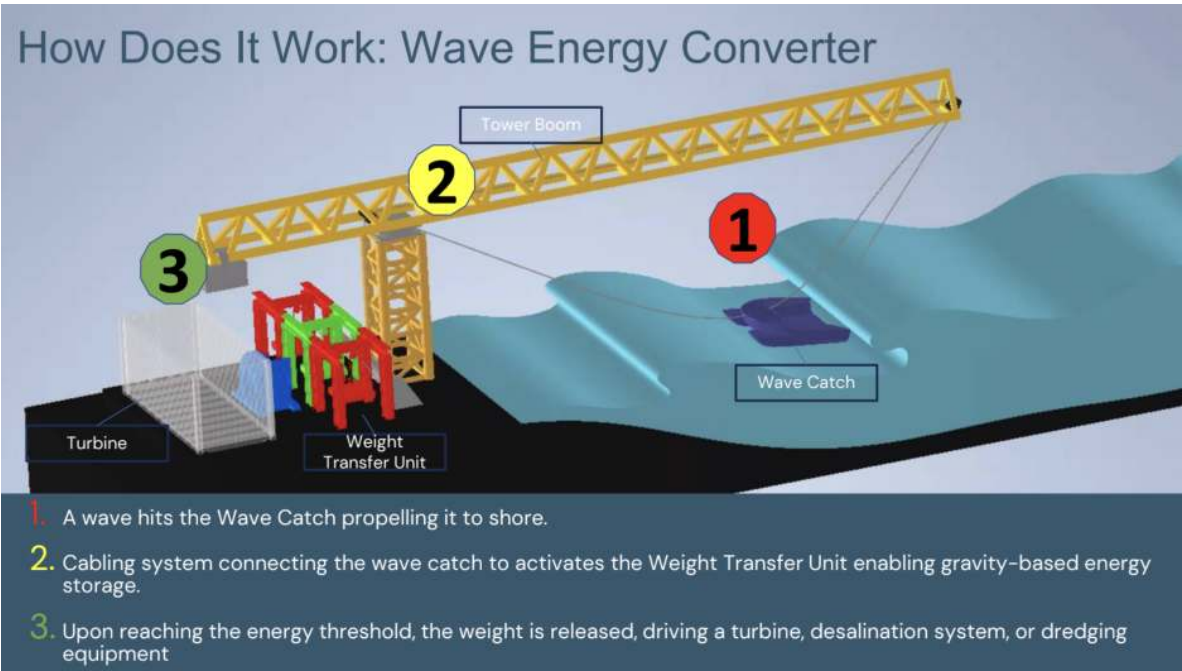 How Does It Work: Wave Energy Converter
Tower Boom
2
1
3
Wave Catch
Turbine
Weight
Transfer Unit
1. A wave hits the Wave Catch propelling it to shore.
2. Cabling system connecting the wave catch to activates the Weight Transfer Unit enabling gravity-based energy
storage.
3. Upon reaching the energy threshold, the weight is released, driving a turbine, desalination system, or dredging
equipment